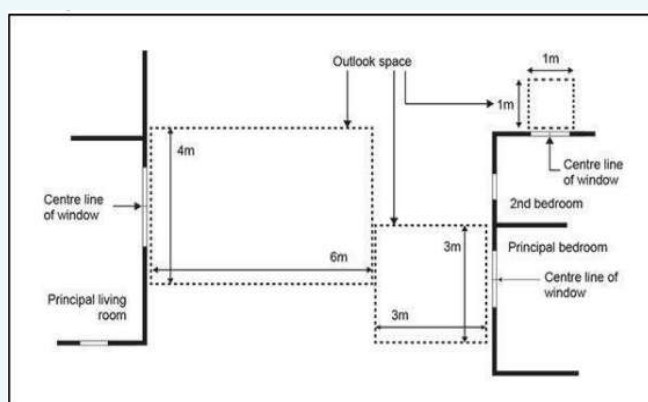 Outlook space
1m
1m
4m
Centre line
of window
Centre line
of window
2nd bedroom
Principal bedroom
6m
3m
Centre line of
window
Principal living
room
3m